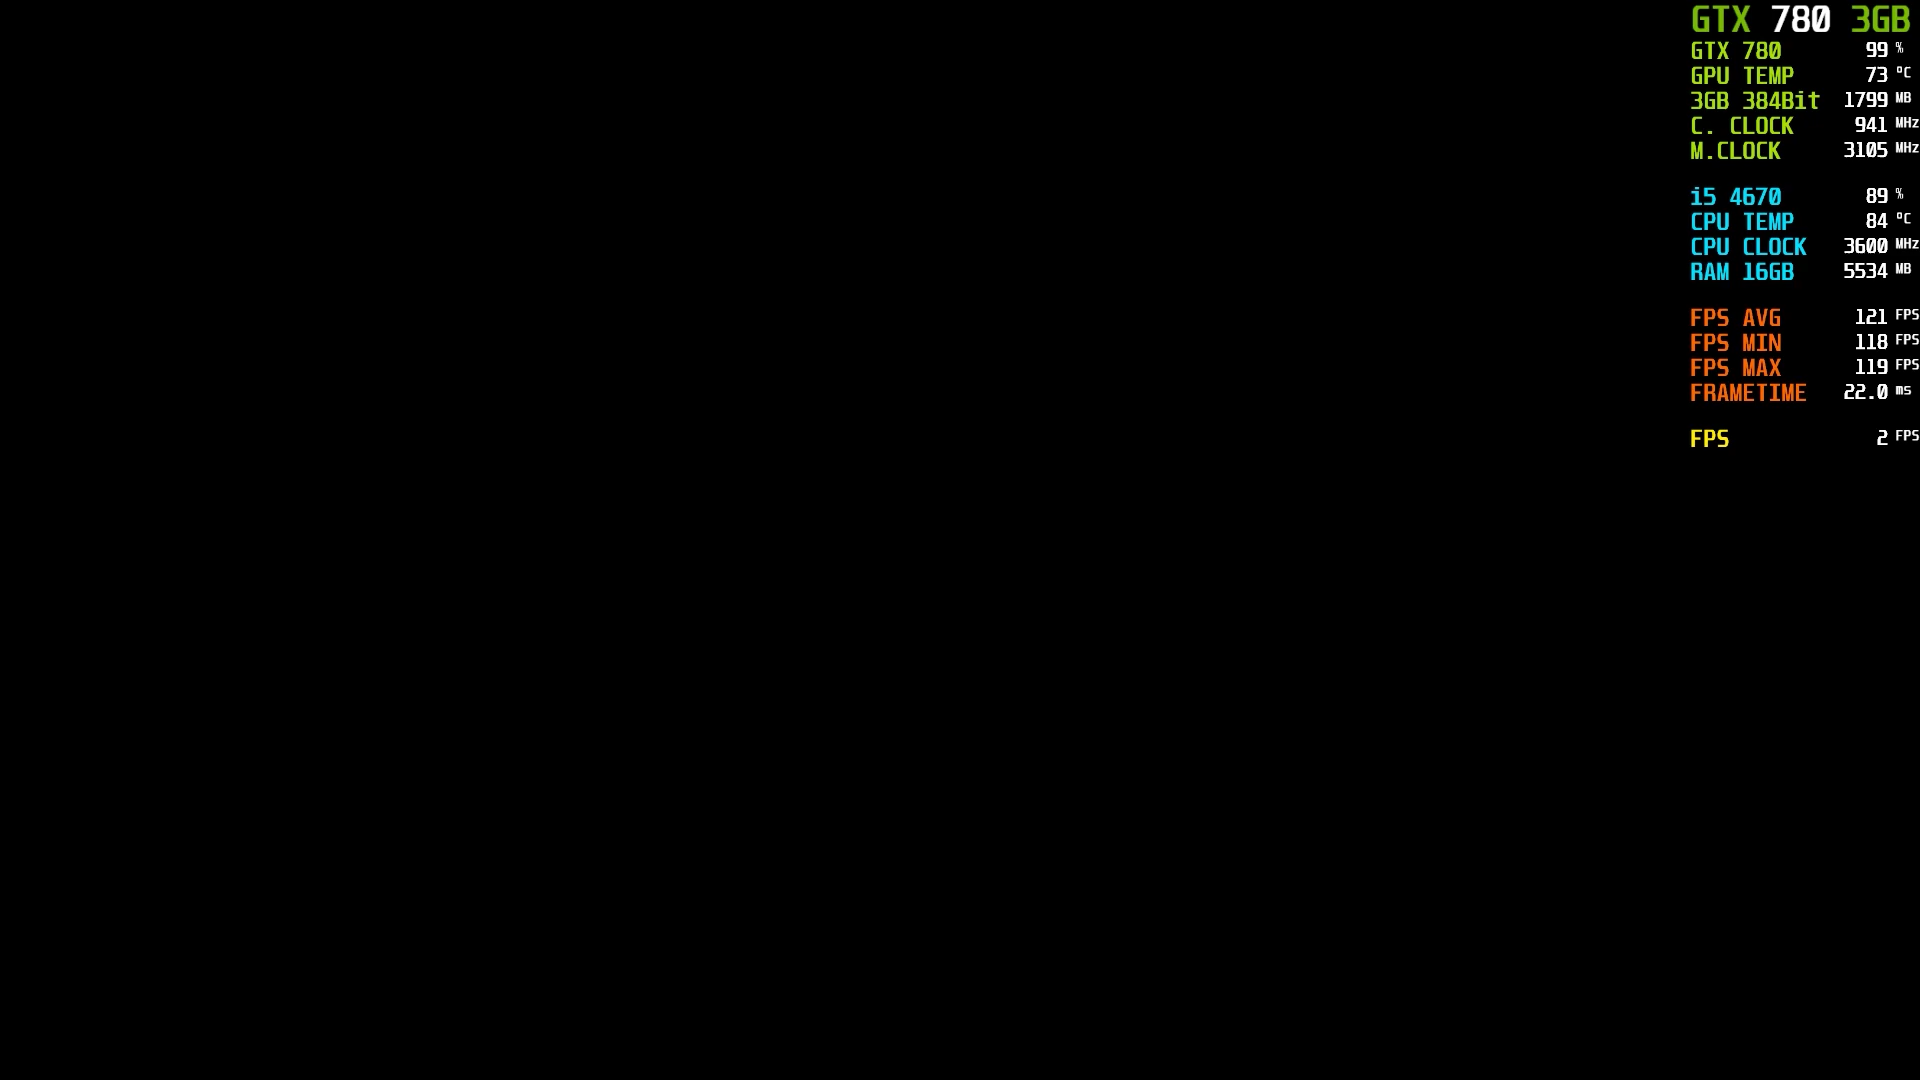 GTX 780 3GB
GTX 780 99 %
GPU TEMP 73 °C
3GB 384Bit 1799 MB
C. CLOCK 941 MHz
M.CLOCK 3105 MHz
i5 4670 89 %
CPU TEMP 84 °C
CPU CLOCK 3600 MHz
RAM 16GB 5534 MB
FPS AVG 121 FPS
FPS MIN 118 FPS
FPS MAX 119 FPS
FRAMETIME 22.0 ms
FPS 2 FPS